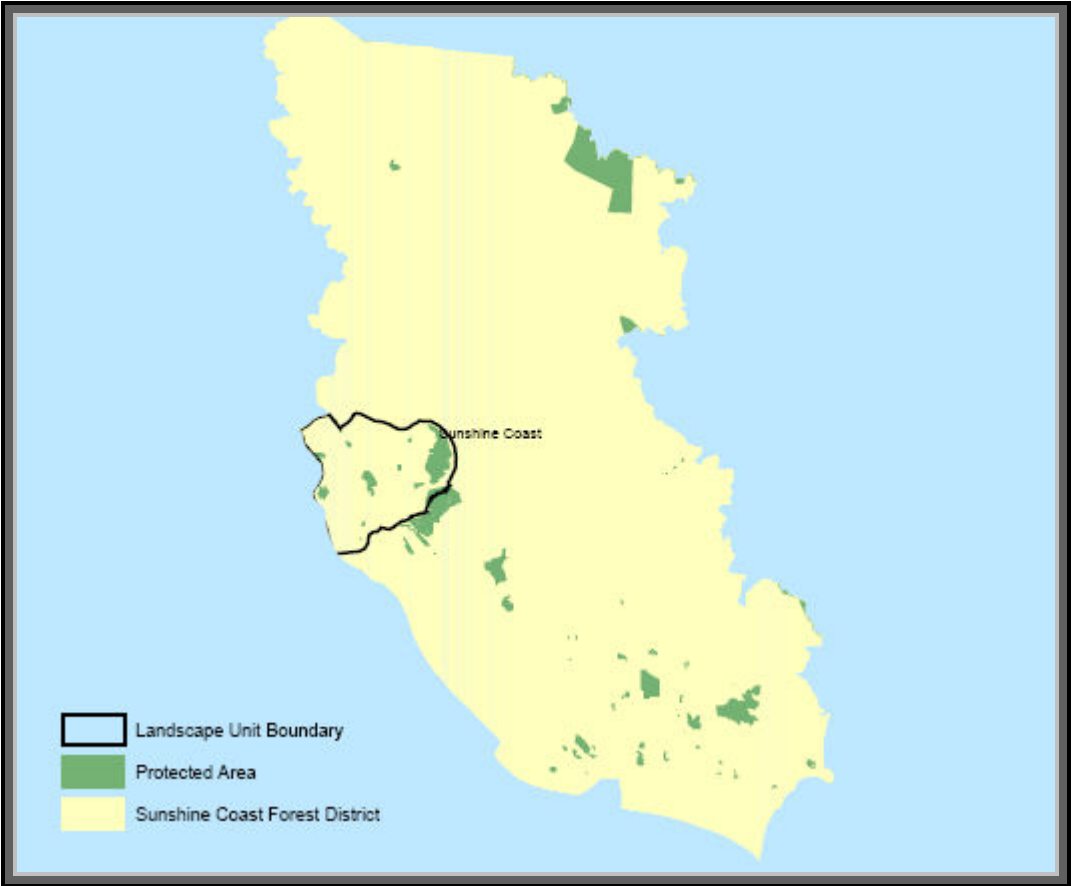 Sunshine Coast
Landscape Unit Boundary
Protected Area
Sunshine Coast Forest District